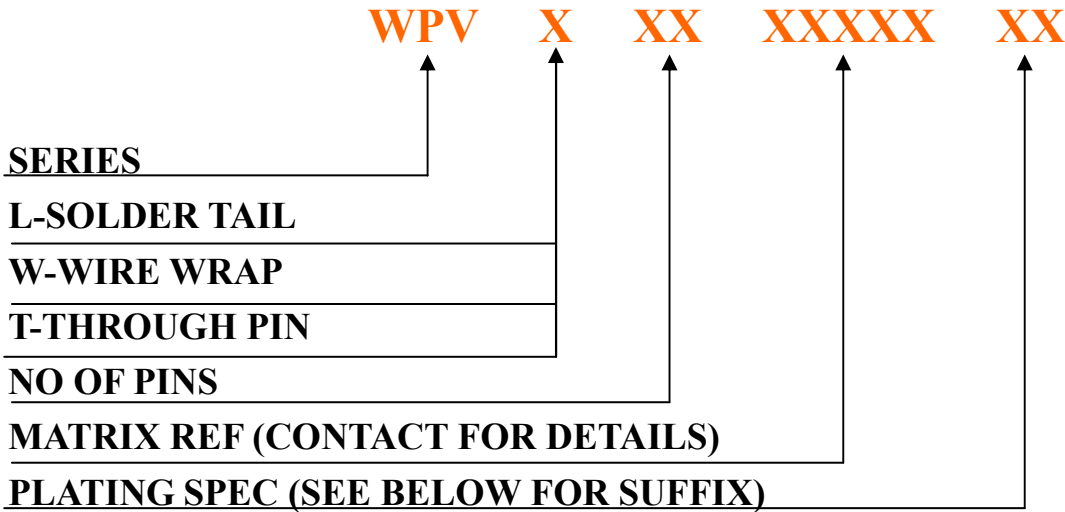 WPV X XX XXXXX XX
SERIES
L-SOLDER TAIL
W-WIRE WRAP
T-THROUGH PIN
NO OF PINS
MATRIX REF (CONTACT FOR DETAILS)
PLATING SPEC (SEE BELOW FOR SUFFIX)